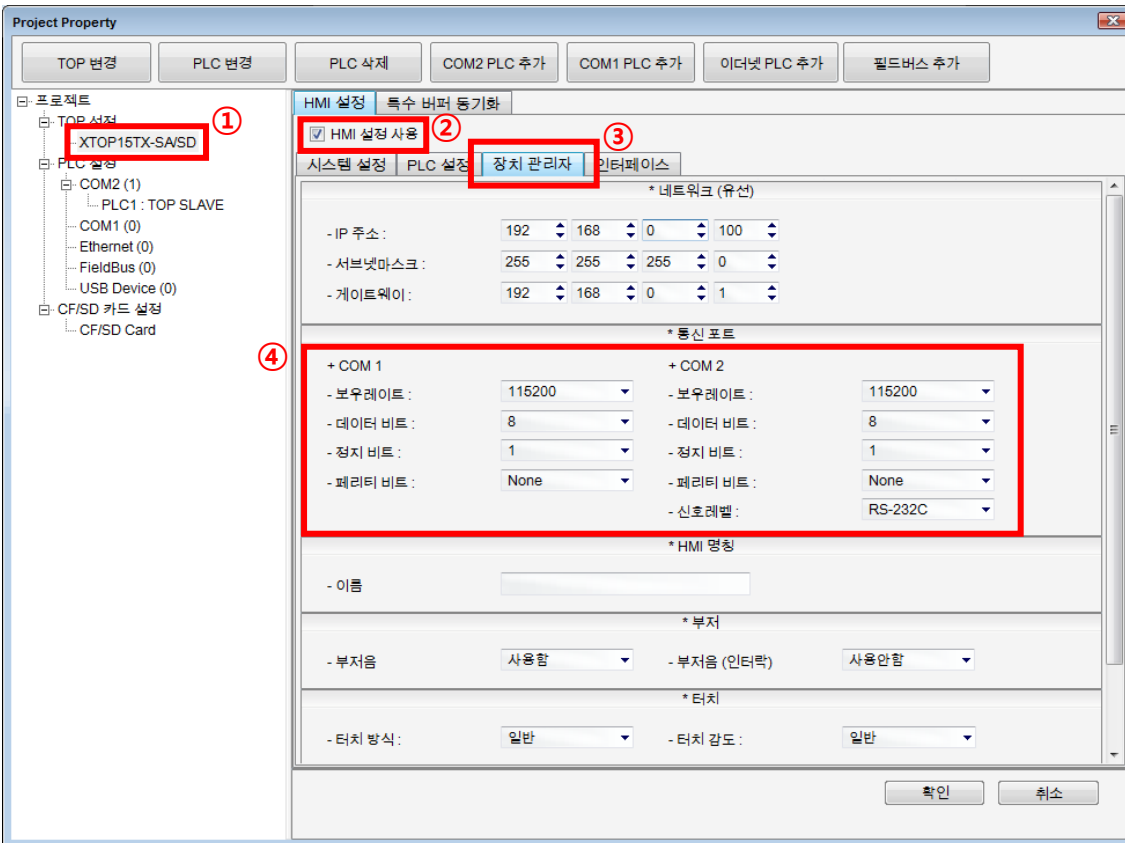 Project Property
TOP 변경 PLC 변경 PLC 삭제 COM2 PLC 추가 COM1 PLC 추가 이더넷 PLC 추가 필드버스 추가
프로젝트
TOP 설정
XTOP15TX-SA/SD
PLC 설정
COM2 (1)
PLC1 : TOP SLAVE
COM1 (0)
Ethernet (0)
FieldBus (0)
USB Device (0)
CF/SD 카드 설정
CF/SD Card
①
HMI 설정 특수 버퍼 동기화
HMI 설정 사용 ②
③
시스템 설정 PLC 설정 장치 관리자 인터페이스
* 네트워크 (유선)
- IP 주소 : 192 168 0 100
- 서브넷마스크 : 255 255 255 0
- 게이트웨이 : 192 168 0 1
* 통신 포트
④
+ COM 1 + COM 2
- 보우레이트 : 115200 - 보우레이트 : 115200
- 데이터 비트 : 8 - 데이터 비트 : 8
- 정지 비트 : 1 - 정지 비트 : 1
- 페리티 비트 : None - 페리티 비트 : None
- 신호레벨 : RS-232C
* HMI 명칭
- 이름
* 부저
- 부저음 사용함 - 부저음 (인터락) 사용안함
* 터치
- 터치 방식 : 일반 - 터치 감도 : 일반
확인 취소